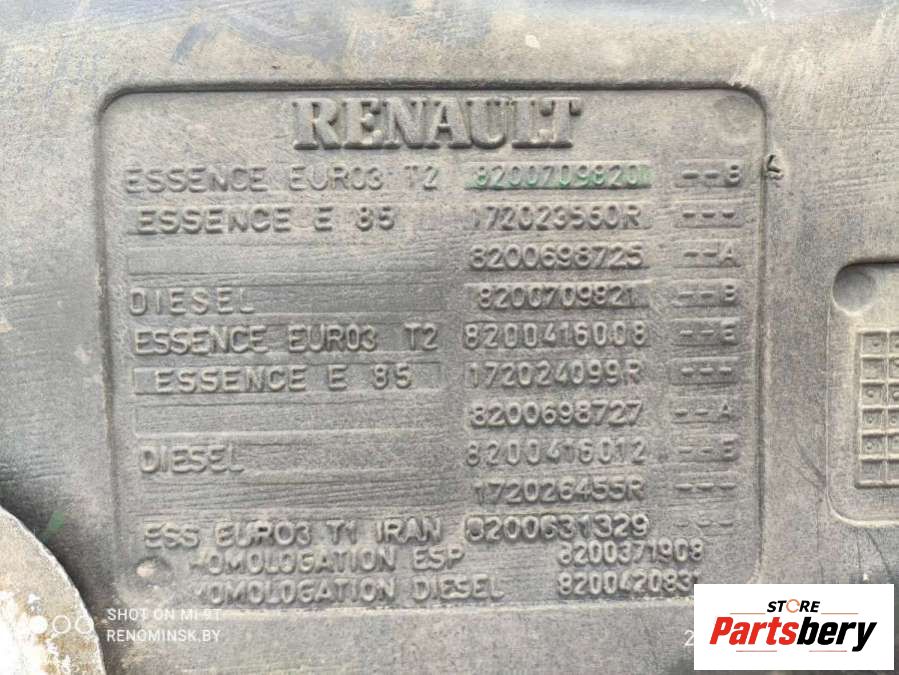 RENAULT
ESSENCE EURO3 T2 8200709820 --B
ESSENCE E 85 172023560R ---
8200698725 --A
DIESEL 8200709821 --B
ESSENCE EURO3 T2 8200416008 --E
ESSENCE E 85 172024099R ---
8200698727 --A
DIESEL 8200416012 --E
172026455R ---
ESS EURO3 T1 IRAN 8200631329 --
HOMOLOGATION ESP 8200371908
HOMOLOGATION DIESEL
SHOT ON MI 9T
RENOMINSK.BY
STORE
Partsbery